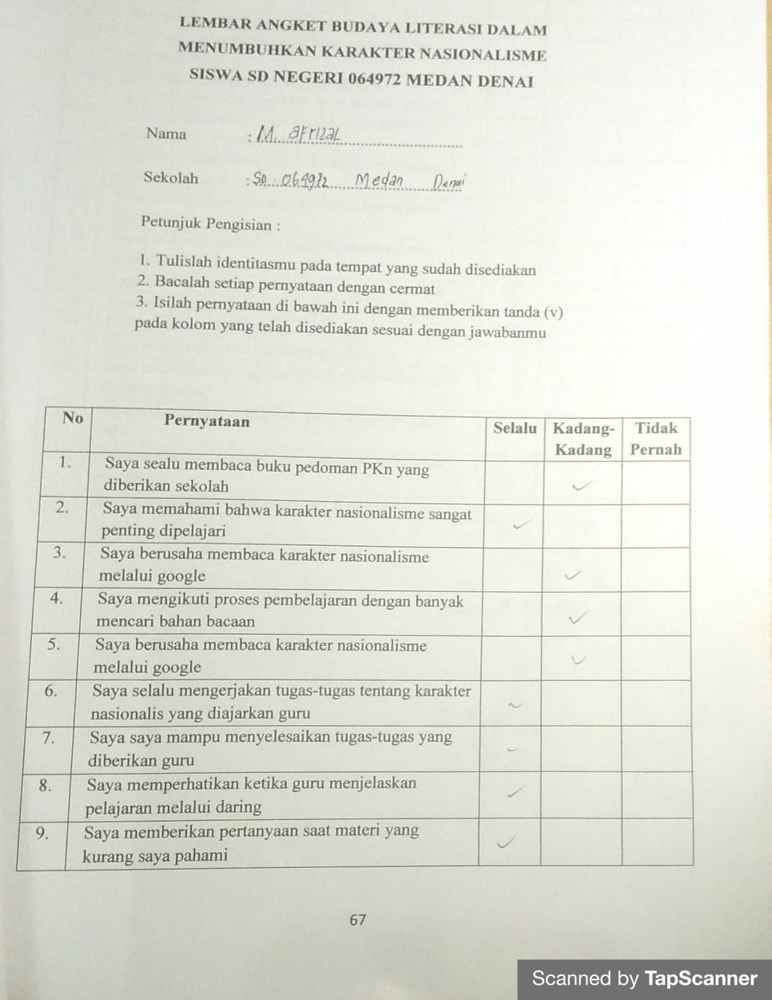 LEMBAR ANGKET BUDAYA LITERASI DALAM
MENUMBUHKAN KARAKTER NASIONALISME
SISWA SD NEGERI 064972 MEDAN DENAI
Nama : M. aFrizaL
Sekolah : SD. 064972 Medan Denai
Petunjuk Pengisian :
1. Tulislah identitasmu pada tempat yang sudah disediakan
2. Bacalah setiap pernyataan dengan cermat
3. Isilah pernyataan di bawah ini dengan memberikan tanda (v)
pada kolom yang telah disediakan sesuai dengan jawabanmu
No Pernyataan Selalu Kadang- Tidak
Kadang Pernah
1. Saya sealu membaca buku pedoman PKn yang
diberikan sekolah ✓
2. Saya memahami bahwa karakter nasionalisme sangat
penting dipelajari ✓
3. Saya berusaha membaca karakter nasionalisme
melalui google ✓
4. Saya mengikuti proses pembelajaran dengan banyak
mencari bahan bacaan ✓
5. Saya berusaha membaca karakter nasionalisme
melalui google ✓
6. Saya selalu mengerjakan tugas-tugas tentang karakter
nasionalis yang diajarkan guru ✓
7. Saya saya mampu menyelesaikan tugas-tugas yang
diberikan guru ✓
8. Saya memperhatikan ketika guru menjelaskan
pelajaran melalui daring ✓
9. Saya memberikan pertanyaan saat materi yang
kurang saya pahami ✓
67
Scanned by TapScanner